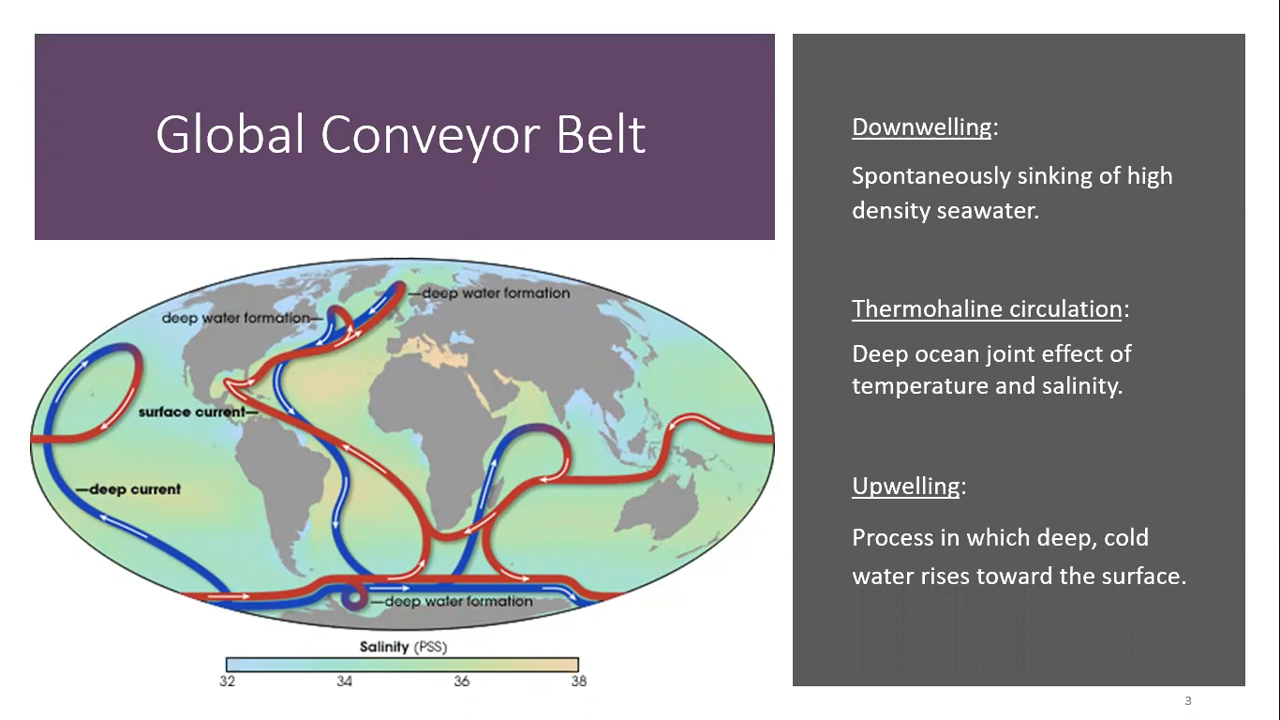 Global Conveyor Belt
—deep water formation
deep water formation—
surface current—
—deep current
—deep water formation
Salinity (PSS)
32 34 36 38
Downwelling:
Spontaneously sinking of high
density seawater.
Thermohaline circulation:
Deep ocean joint effect of
temperature and salinity.
Upwelling:
Process in which deep, cold
water rises toward the surface.
3